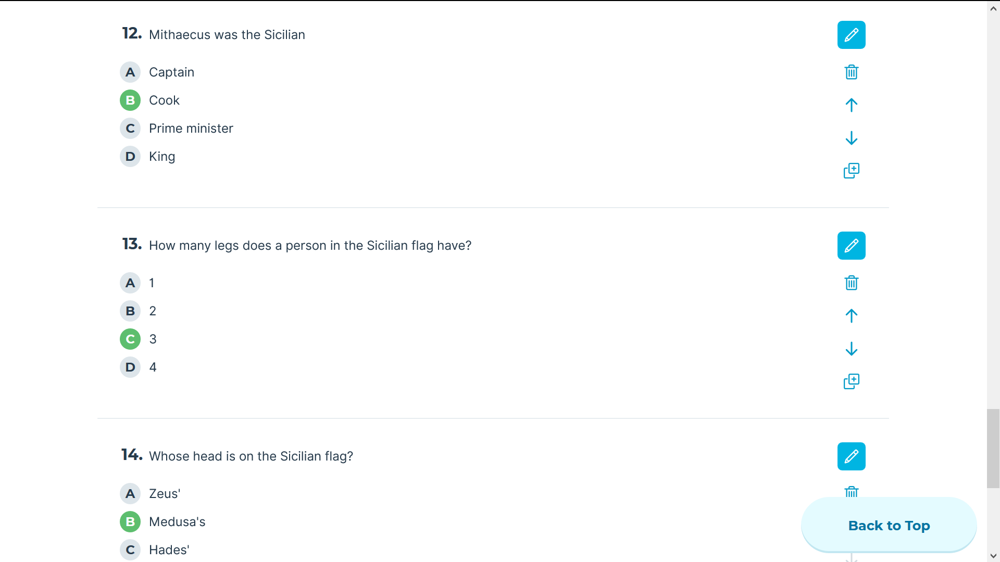 12. Mithaecus was the Sicilian
A Captain
B Cook
C Prime minister
D King
13. How many legs does a person in the Sicilian flag have?
A 1
B 2
C 3
D 4
14. Whose head is on the Sicilian flag?
A Zeus'
B Medusa's
C Hades'
Back to Top